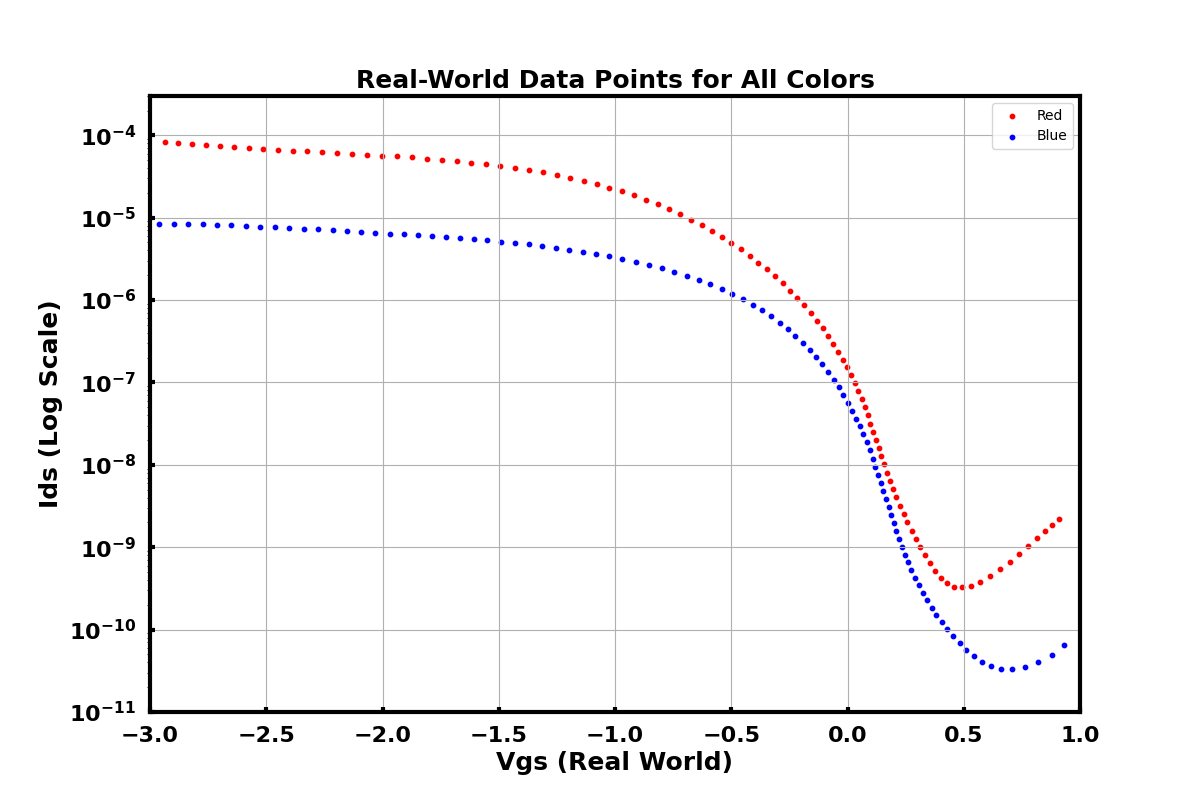 Real-World Data Points for All Colors
Red
Blue
Ids (Log Scale)
10⁻⁴
10⁻⁵
10⁻⁶
10⁻⁷
10⁻⁸
10⁻⁹
10⁻¹⁰
10⁻¹¹
−3.0 −2.5 −2.0 −1.5 −1.0 −0.5 0.0 0.5 1.0
Vgs (Real World)